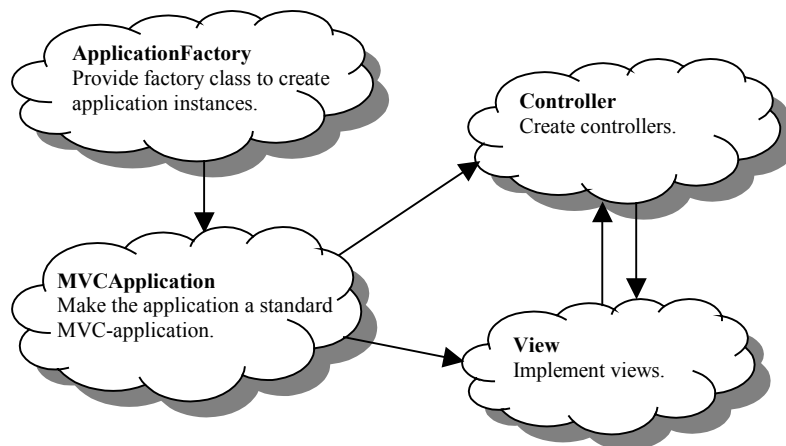 ApplicationFactory
Provide factory class to create
application instances.
Controller
Create controllers.
MVCApplication
Make the application a standard
MVC-application.
View
Implement views.